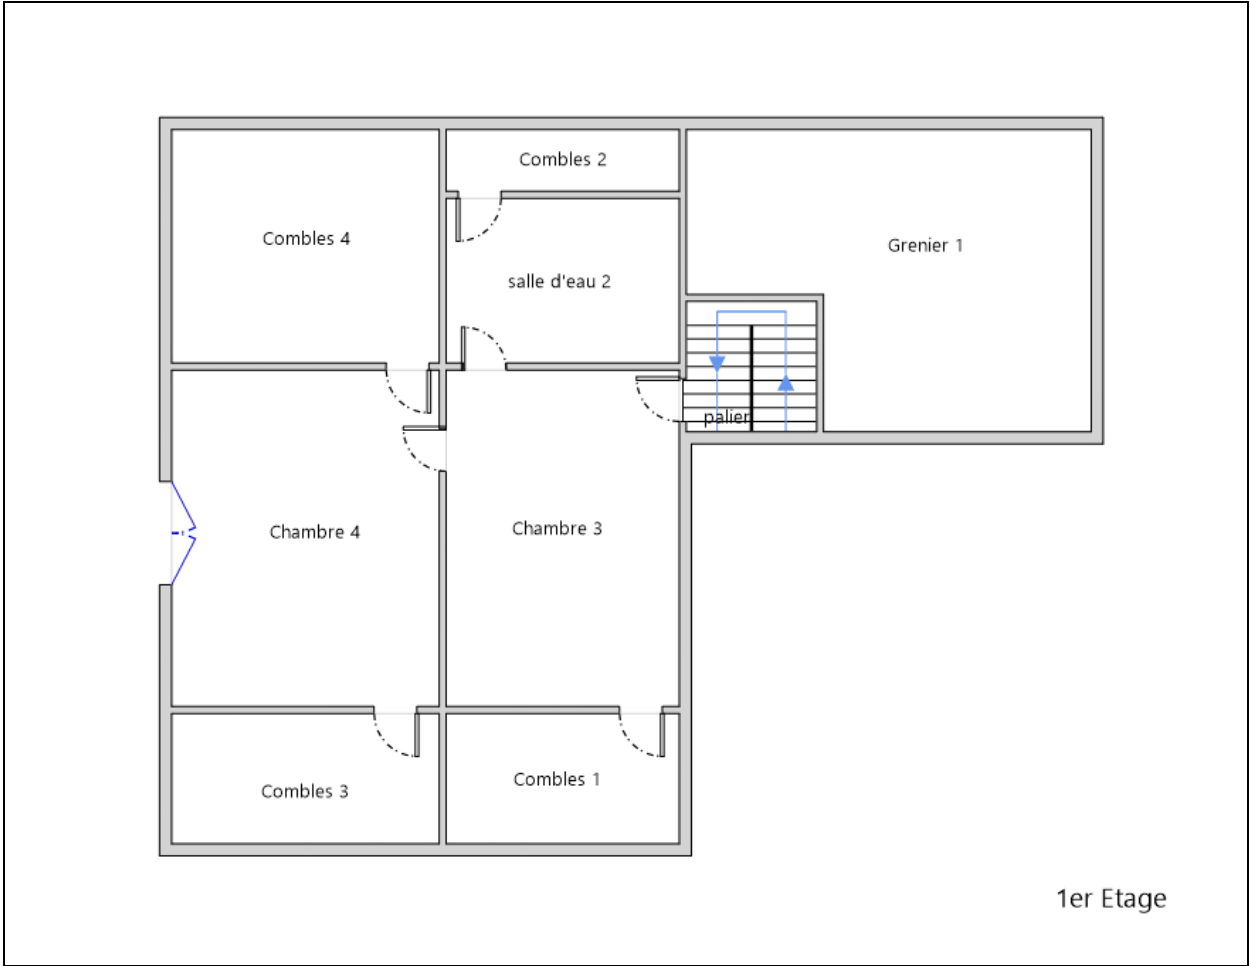 Combles 2
Combles 4
Grenier 1
salle d'eau 2
palier
Chambre 4
Chambre 3
Combles 3
Combles 1
1er Etage